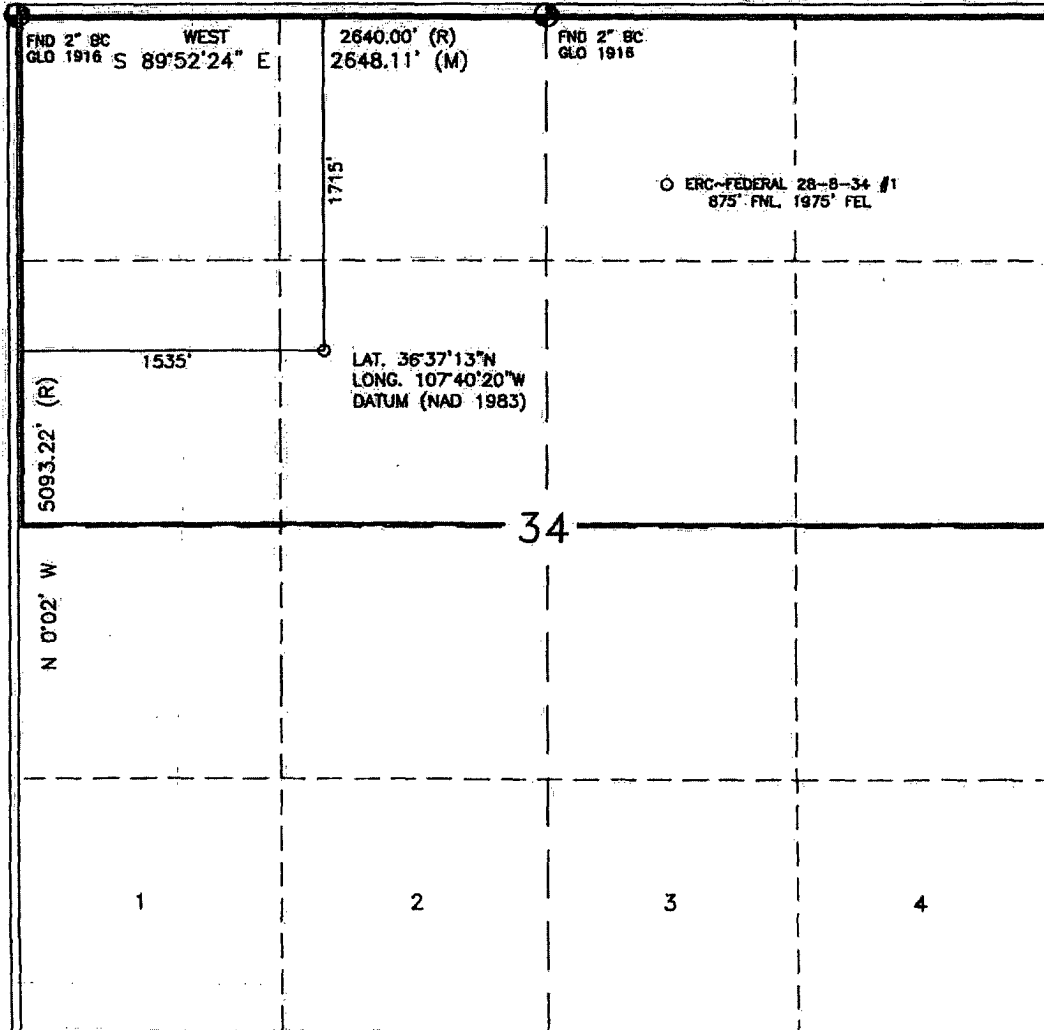 FND 2" BC
GLO 1916
WEST
S 89°52'24" E
2640.00' (R)
2648.11' (M)
FND 2" BC
GLO 1916
1715'
ERC~FEDERAL 28-8-34 #1
875' FNL, 1975' FEL
1535'
LAT. 36°37'13"N
LONG. 107°40'20"W
DATUM (NAD 1983)
5093.22' (R)
N 0°02' W
34
1
2
3
4